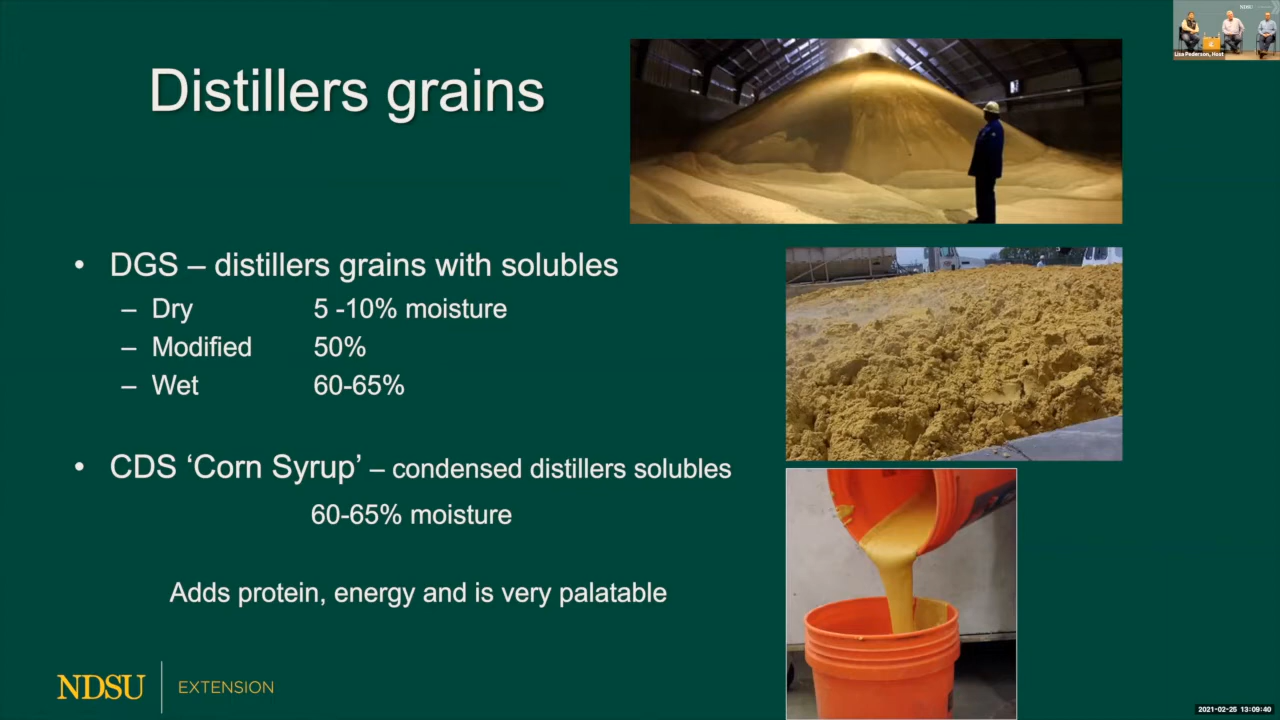 Distillers grains
• DGS – distillers grains with solubles
– Dry 5 -10% moisture
– Modified 50%
– Wet 60-65%
• CDS ‘Corn Syrup’ – condensed distillers solubles
60-65% moisture
Adds protein, energy and is very palatable
NDSU EXTENSION
NDSU
Lisa Pederson, Host
2021-02-25 13:09:40